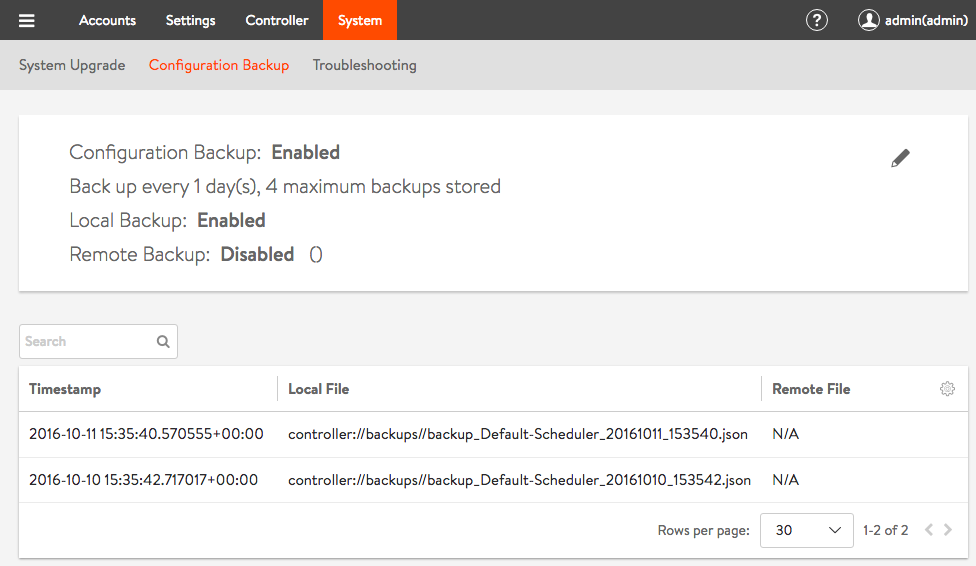 Accounts Settings Controller System ? admin(admin)
System Upgrade Configuration Backup Troubleshooting
Configuration Backup: Enabled
Back up every 1 day(s), 4 maximum backups stored
Local Backup: Enabled
Remote Backup: Disabled ()
Search
Timestamp Local File Remote File
2016-10-11 15:35:40.570555+00:00 controller://backups//backup_Default-Scheduler_20161011_153540.json N/A
2016-10-10 15:35:42.717017+00:00 controller://backups//backup_Default-Scheduler_20161010_153542.json N/A
Rows per page: 30 1-2 of 2